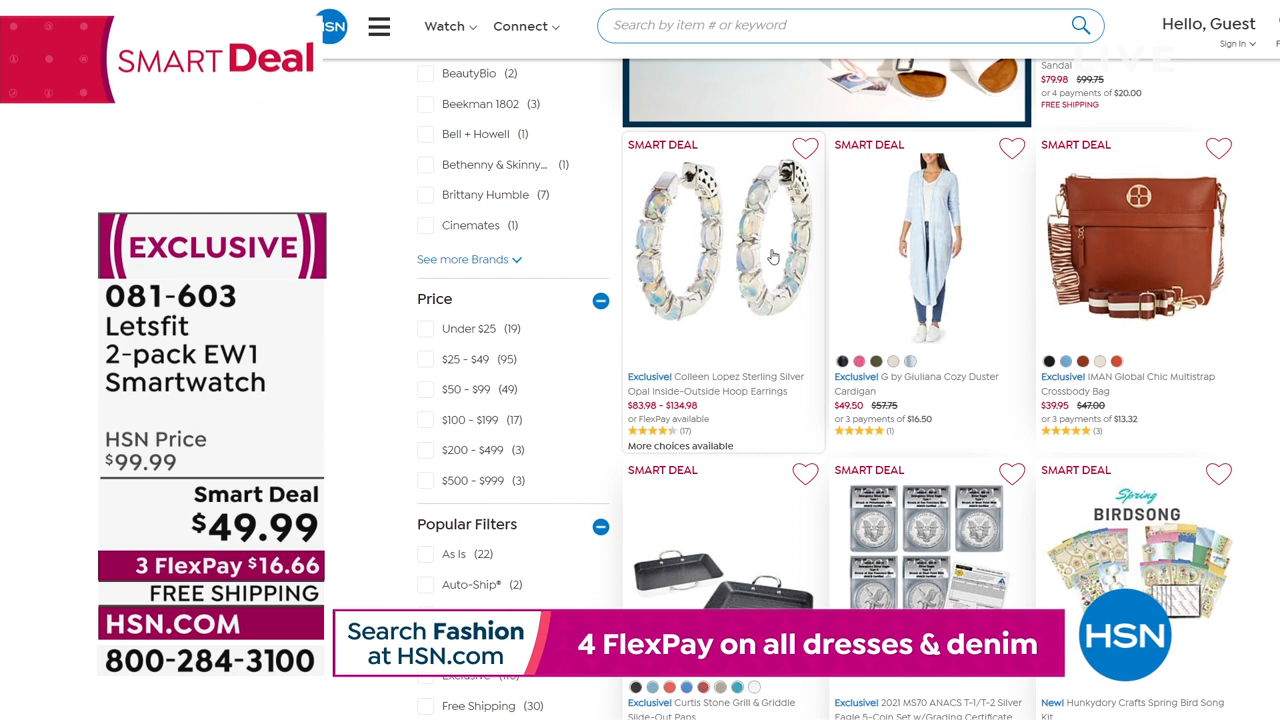 SMART Deal
HSN
Watch
Connect
Search by item # or keyword
Hello, Guest
Sign In
LIVE
EXCLUSIVE
081-603
Letsfit
2-pack EW1
Smartwatch
HSN Price
$99.99
Smart Deal
$49.99
3 FlexPay $16.66
FREE SHIPPING
HSN.COM
800-284-3100
BeautyBio (2)
Beekman 1802 (3)
Bell + Howell (1)
Bethenny & Skinny... (1)
Brittany Humble (7)
Cinemates (1)
See more Brands
Price
Under $25 (19)
$25 - $49 (95)
$50 - $99 (49)
$100 - $199 (17)
$200 - $499 (3)
$500 - $999 (3)
Popular Filters
As Is (22)
Auto-Ship® (2)
Free Shipping (30)
Sandal
$79.98 $99.75
or 4 payments of $20.00
FREE SHIPPING
SMART DEAL
Exclusive! Colleen Lopez Sterling Silver
Opal Inside-Outside Hoop Earrings
$83.98 - $134.98
or FlexPay available
(17)
More choices available
SMART DEAL
Exclusive! G by Giuliana Cozy Duster
Cardigan
$49.50 $57.75
or 3 payments of $16.50
(1)
SMART DEAL
Exclusive! IMAN Global Chic Multistrap
Crossbody Bag
$39.95 $47.00
or 3 payments of $13.32
(3)
SMART DEAL
Exclusive! Curtis Stone Grill & Griddle
Slide-Out Pans
SMART DEAL
Exclusive! 2021 MS70 ANACS T-1/T-2 Silver
Eagle 5-Coin Set w/Grading Certificate
SMART DEAL
Spring
BIRDSONG
New! Hunkydory Crafts Spring Bird Song
Kit
Search Fashion
at HSN.com
4 FlexPay on all dresses & denim
HSN